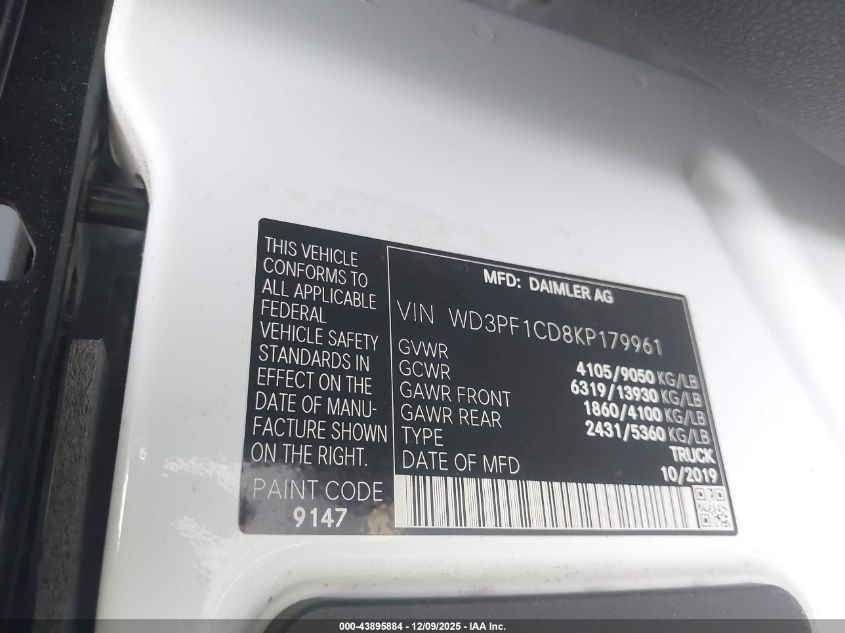 THIS VEHICLE
CONFORMS TO
ALL APPLICABLE
FEDERAL
VEHICLE SAFETY
STANDARDS IN
EFFECT ON THE
DATE OF MANU-
FACTURE SHOWN
ON THE RIGHT.
PAINT CODE
9147
MFD: DAIMLER AG
VIN WD3PF1CD8KP179961
GVWR 4105/9050 KG/LB
GCWR 6319/13930 KG/LB
GAWR FRONT 1860/4100 KG/LB
GAWR REAR 2431/5360 KG/LB
TYPE TRUCK
DATE OF MFD 10/2019
000-43895884 | 12/09/2025 | IAA Inc.